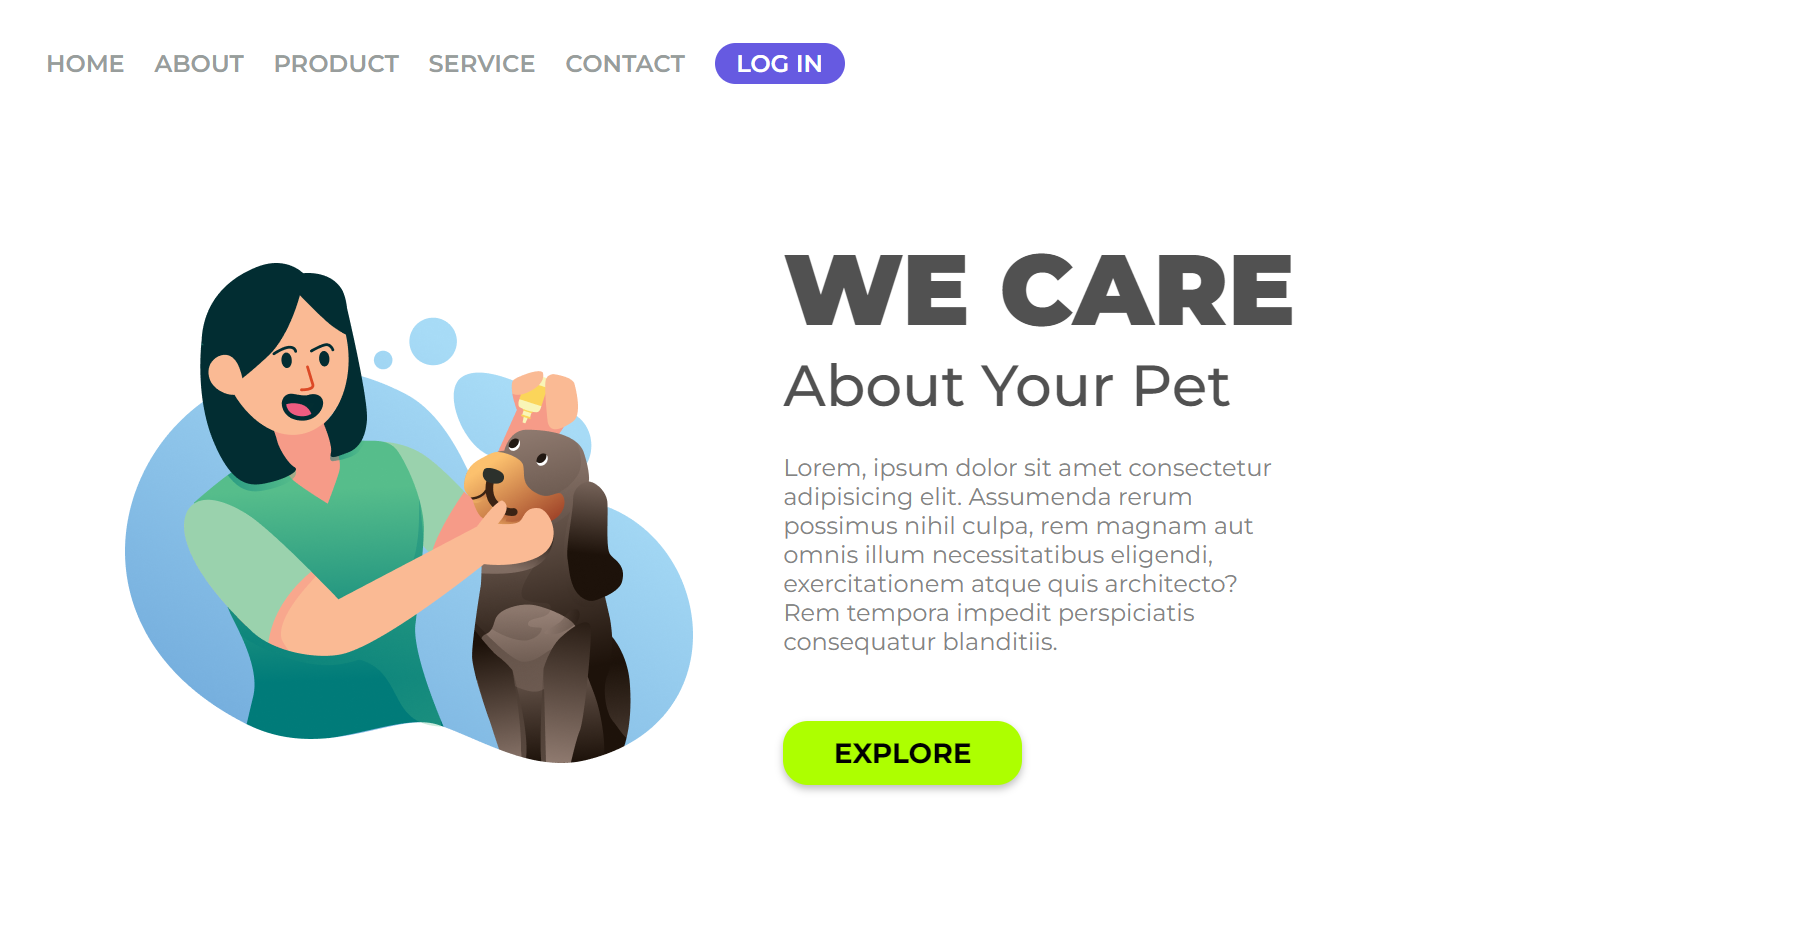 HOME ABOUT PRODUCT SERVICE CONTACT LOG IN
WE CARE
About Your Pet
Lorem, ipsum dolor sit amet consectetur
adipisicing elit. Assumenda rerum
possimus nihil culpa, rem magnam aut
omnis illum necessitatibus eligendi,
exercitationem atque quis architecto?
Rem tempora impedit perspiciatis
consequatur blanditiis.
EXPLORE